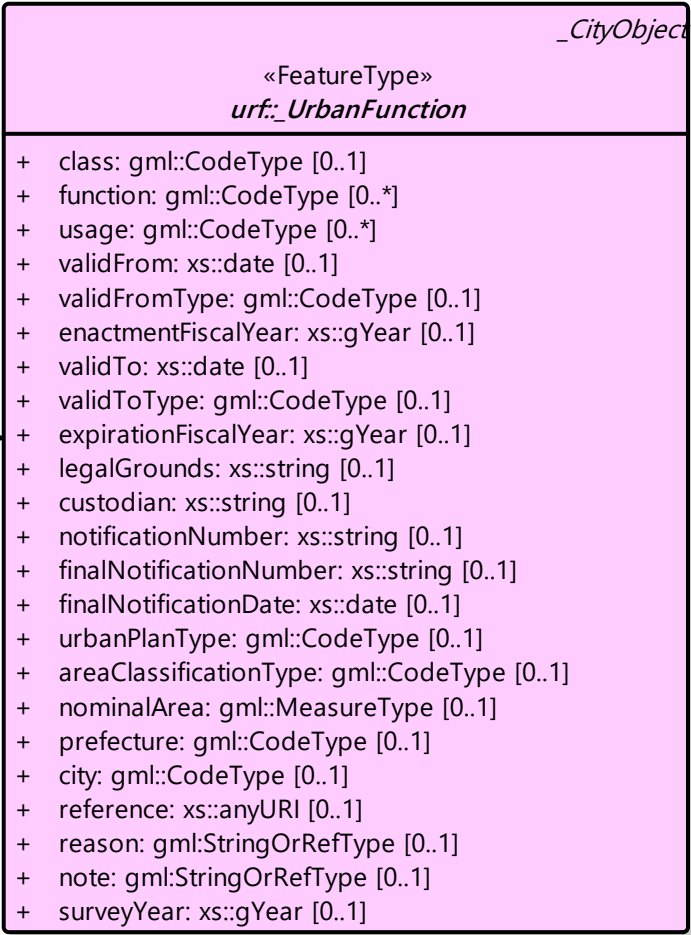 _CityObject
«FeatureType»
urf::_UrbanFunction
+ class: gml::CodeType [0..1]
+ function: gml::CodeType [0..*]
+ usage: gml::CodeType [0..*]
+ validFrom: xs::date [0..1]
+ validFromType: gml::CodeType [0..1]
+ enactmentFiscalYear: xs::gYear [0..1]
+ validTo: xs::date [0..1]
+ validToType: gml::CodeType [0..1]
+ expirationFiscalYear: xs::gYear [0..1]
+ legalGrounds: xs::string [0..1]
+ custodian: xs::string [0..1]
+ notificationNumber: xs::string [0..1]
+ finalNotificationNumber: xs::string [0..1]
+ finalNotificationDate: xs::date [0..1]
+ urbanPlanType: gml::CodeType [0..1]
+ areaClassificationType: gml::CodeType [0..1]
+ nominalArea: gml::MeasureType [0..1]
+ prefecture: gml::CodeType [0..1]
+ city: gml::CodeType [0..1]
+ reference: xs::anyURI [0..1]
+ reason: gml:StringOrRefType [0..1]
+ note: gml:StringOrRefType [0..1]
+ surveyYear: xs::gYear [0..1]